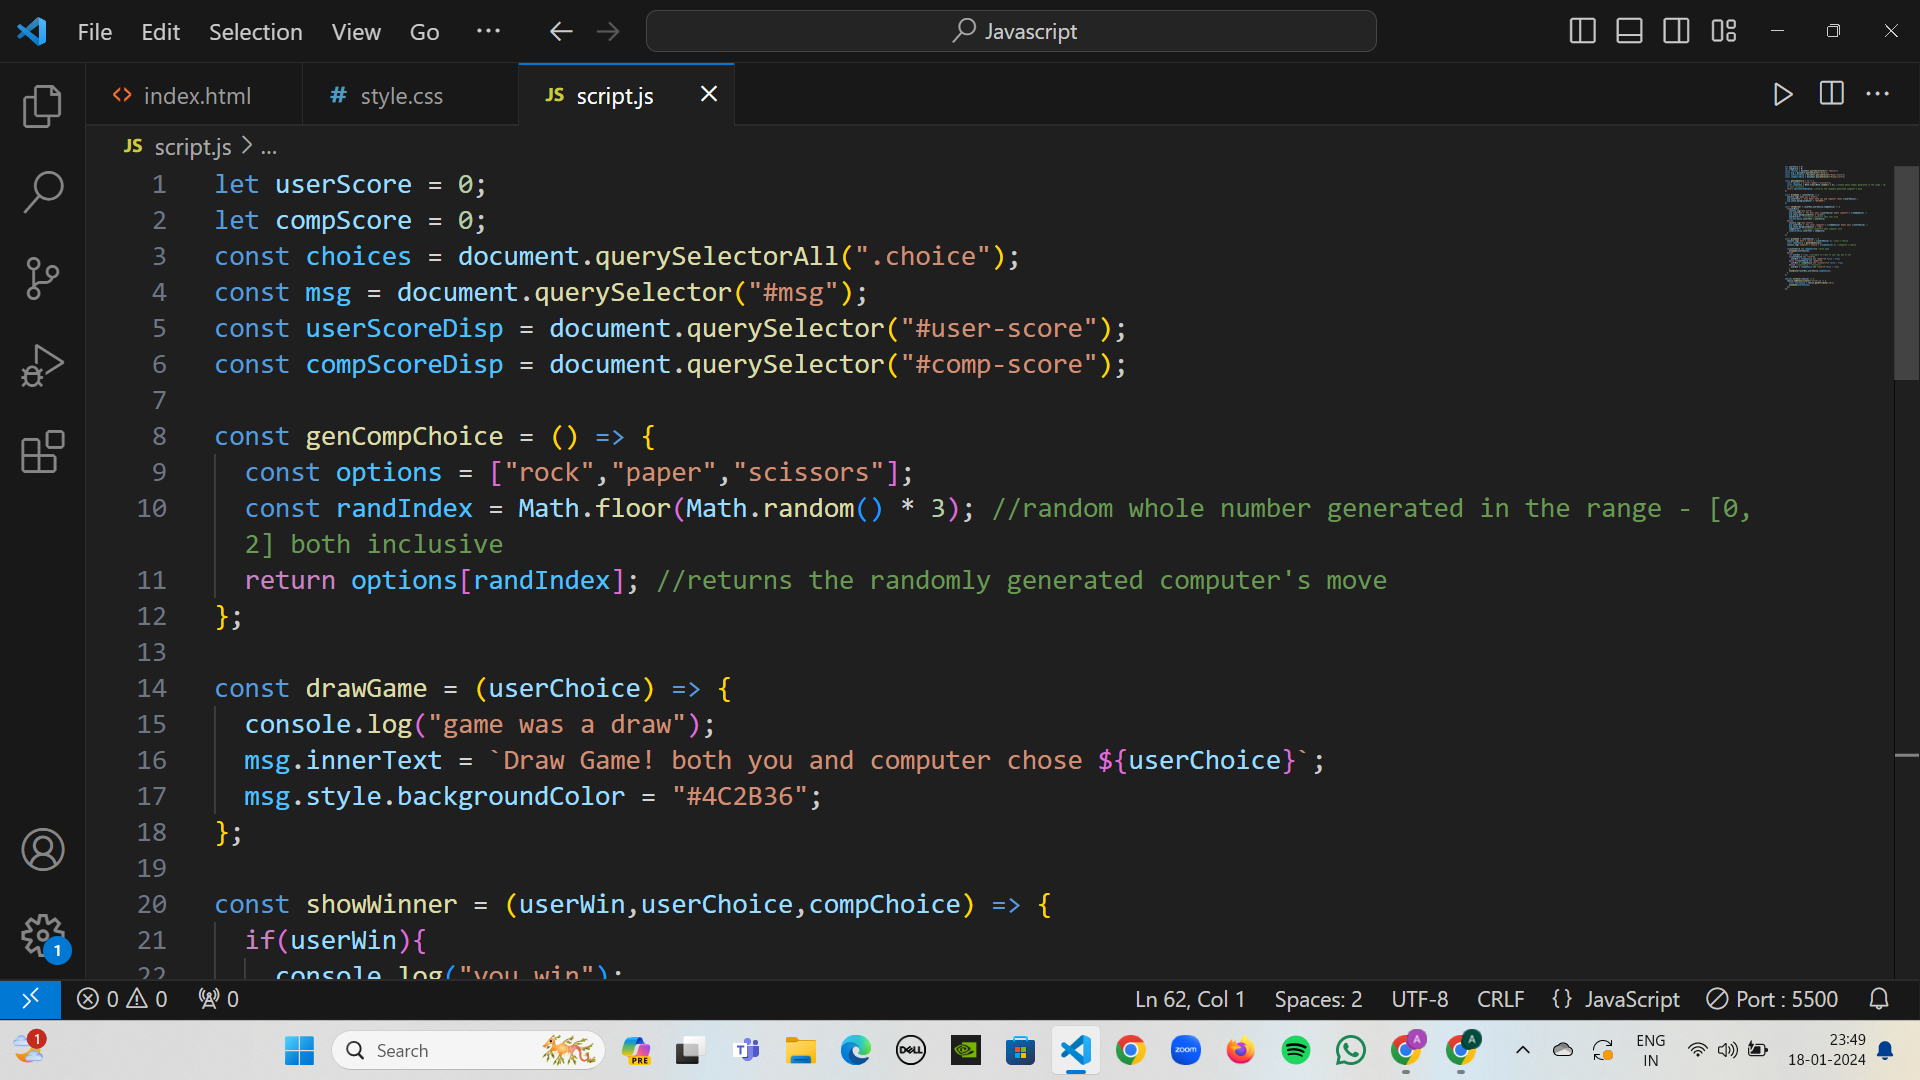 File Edit Selection View Go ···
Javascript
<> index.html
# style.css
JS script.js
JS script.js > ...
1 let userScore = 0;
2 let compScore = 0;
3 const choices = document.querySelectorAll(".choice");
4 const msg = document.querySelector("#msg");
5 const userScoreDisp = document.querySelector("#user-score");
6 const compScoreDisp = document.querySelector("#comp-score");
7
8 const genCompChoice = () => {
9 const options = ["rock","paper","scissors"];
10 const randIndex = Math.floor(Math.random() * 3); //random whole number generated in the range - [0,
2] both inclusive
11 return options[randIndex]; //returns the randomly generated computer's move
12 };
13
14 const drawGame = (userChoice) => {
15 console.log("game was a draw");
16 msg.innerText = `Draw Game! both you and computer chose ${userChoice}`;
17 msg.style.backgroundColor = "#4C2B36";
18 };
19
20 const showWinner = (userWin,userChoice,compChoice) => {
21 if(userWin){
22 console.log("you win");
1
0 0 0
Ln 62, Col 1 Spaces: 2 UTF-8 CRLF {} JavaScript Port : 5500
1
Search
PRE
DELL
zoom
A
A
ENG
IN
23:49
18-01-2024